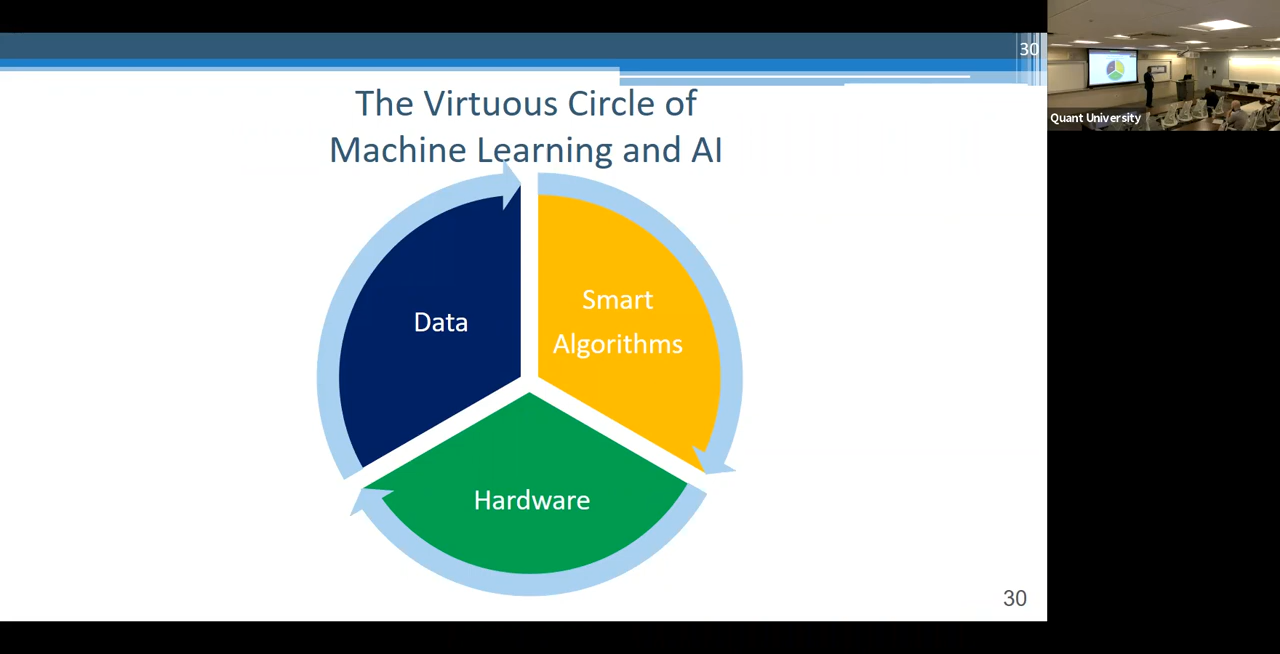 30
The Virtuous Circle of
Machine Learning and AI
Data
Smart
Algorithms
Hardware
30
Quant University